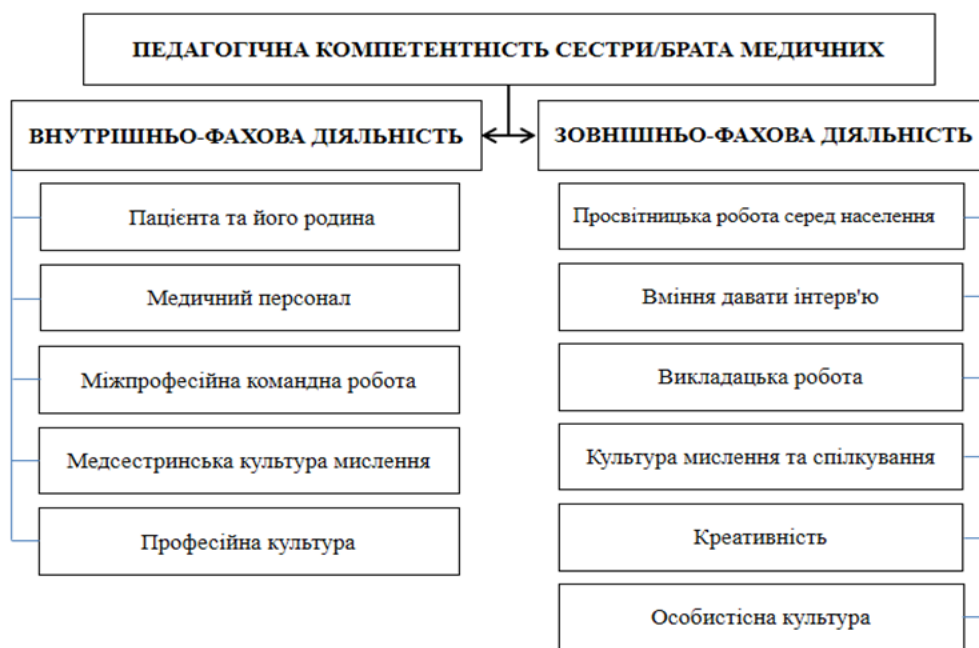 ПЕДАГОГІЧНА КОМПЕТЕНТНІСТЬ СЕСТРИ/БРАТА МЕДИЧНИХ
ВНУТРІШНЬО-ФАХОВА ДІЯЛЬНІСТЬ
Пацієнта та його родина
Медичний персонал
Міжпрофесійна командна робота
Медсестринська культура мислення
Професійна культура
ЗОВНІШНЬО-ФАХОВА ДІЯЛЬНІСТЬ
Просвітницька робота серед населення
Вміння давати інтерв'ю
Викладацька робота
Культура мислення та спілкування
Креативність
Особистісна культура